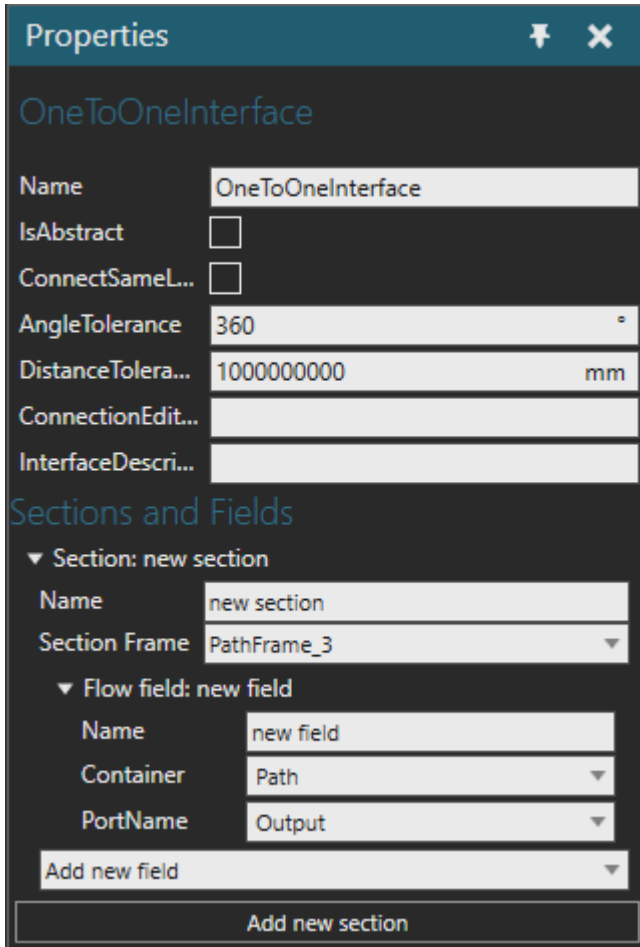 Properties
OneToOneInterface
Name OneToOneInterface
IsAbstract
ConnectSameL...
AngleTolerance 360 °
DistanceTolera... 1000000000 mm
ConnectionEdit...
InterfaceDescri...
Sections and Fields
Section: new section
Name new section
Section Frame PathFrame_3
Flow field: new field
Name new field
Container Path
PortName Output
Add new field
Add new section